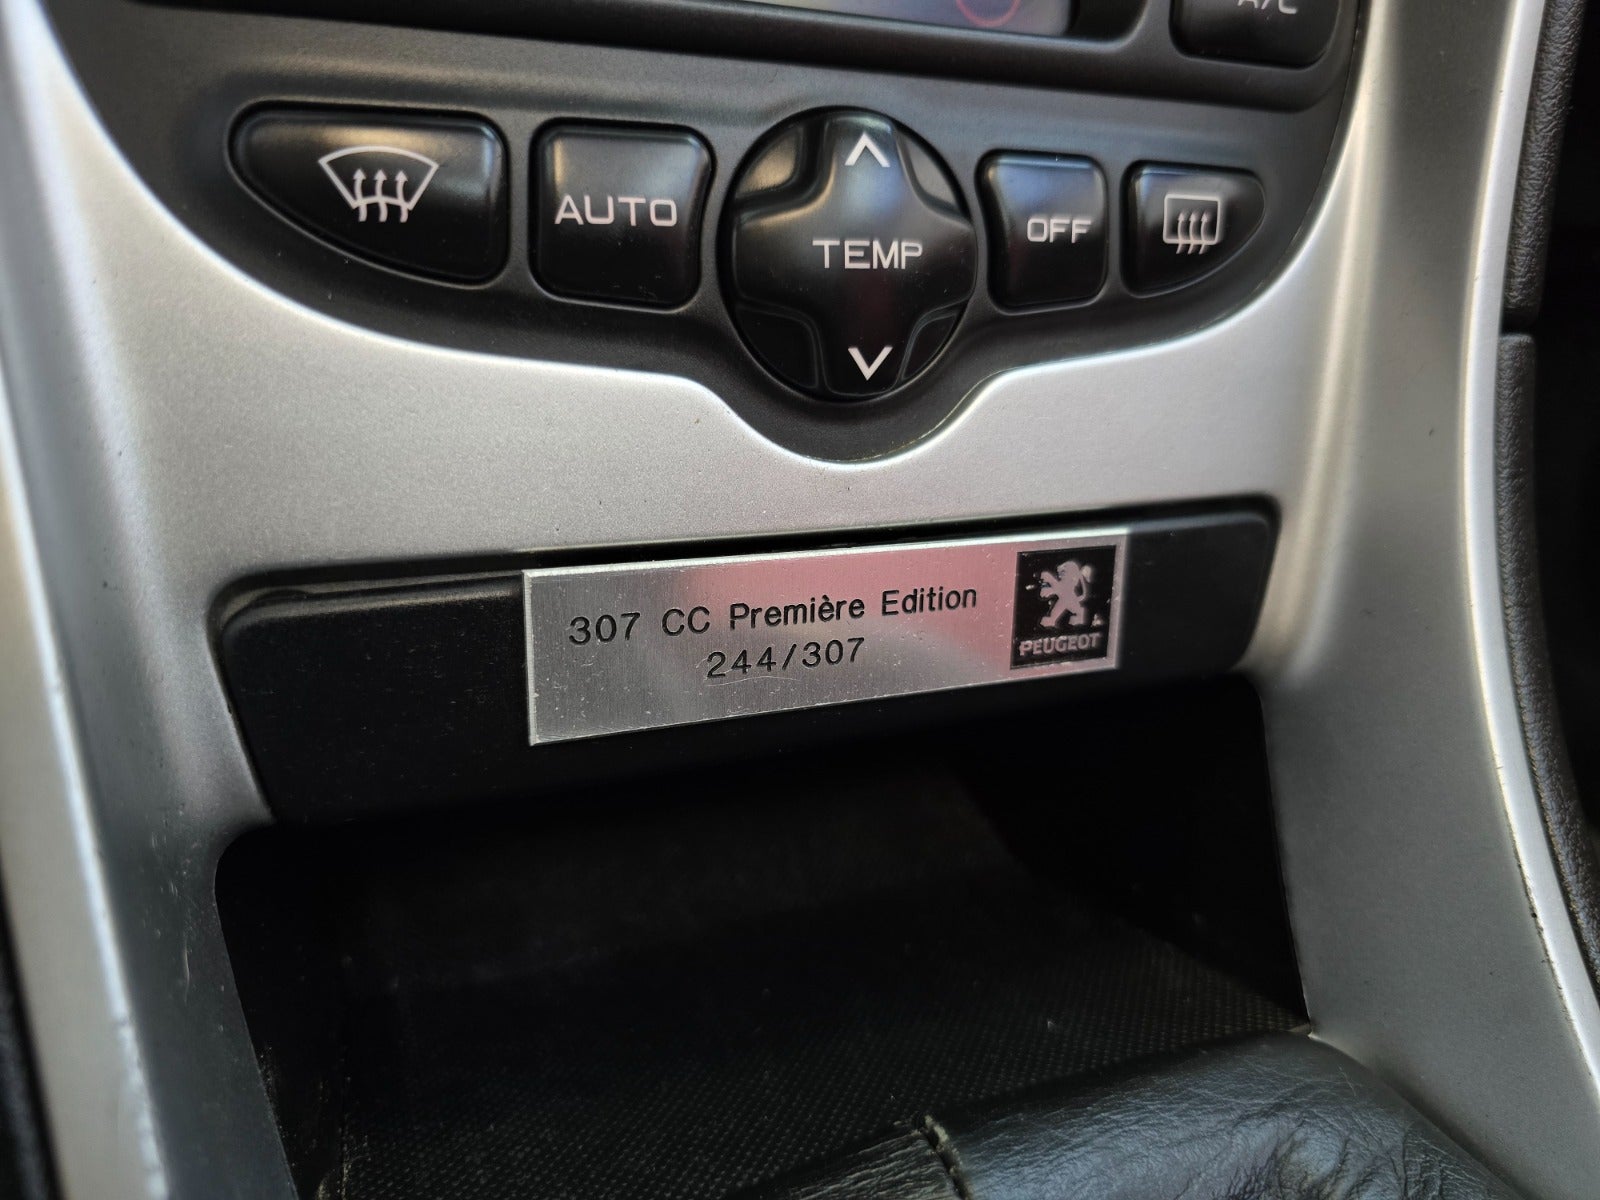 A/C
AUTO
TEMP
OFF
307 CC Première Edition
244/307
PEUGEOT